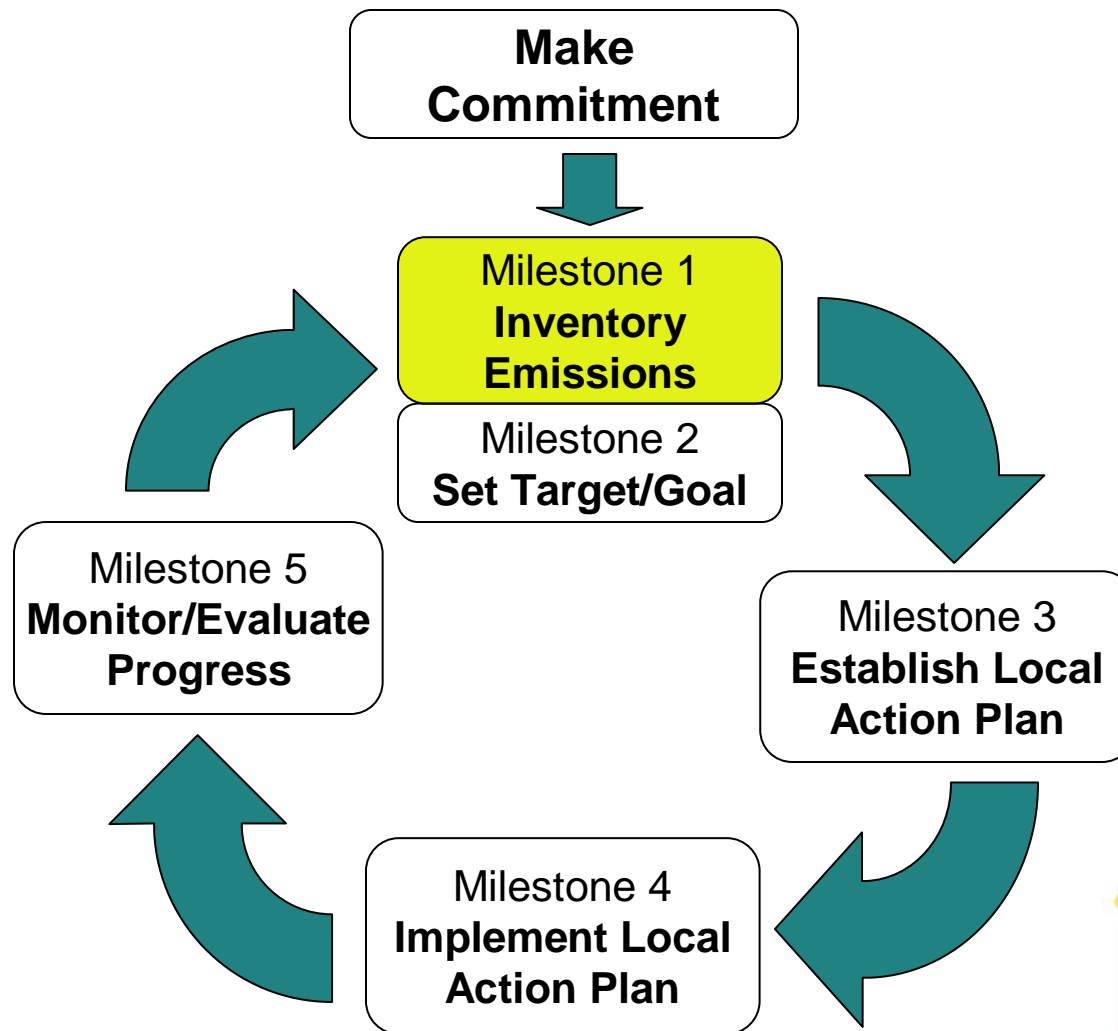 Make
Commitment
Milestone 1
Inventory
Emissions
Milestone 2
Set Target/Goal
Milestone 3
Establish Local
Action Plan
Milestone 4
Implement Local
Action Plan
Milestone 5
Monitor/Evaluate
Progress